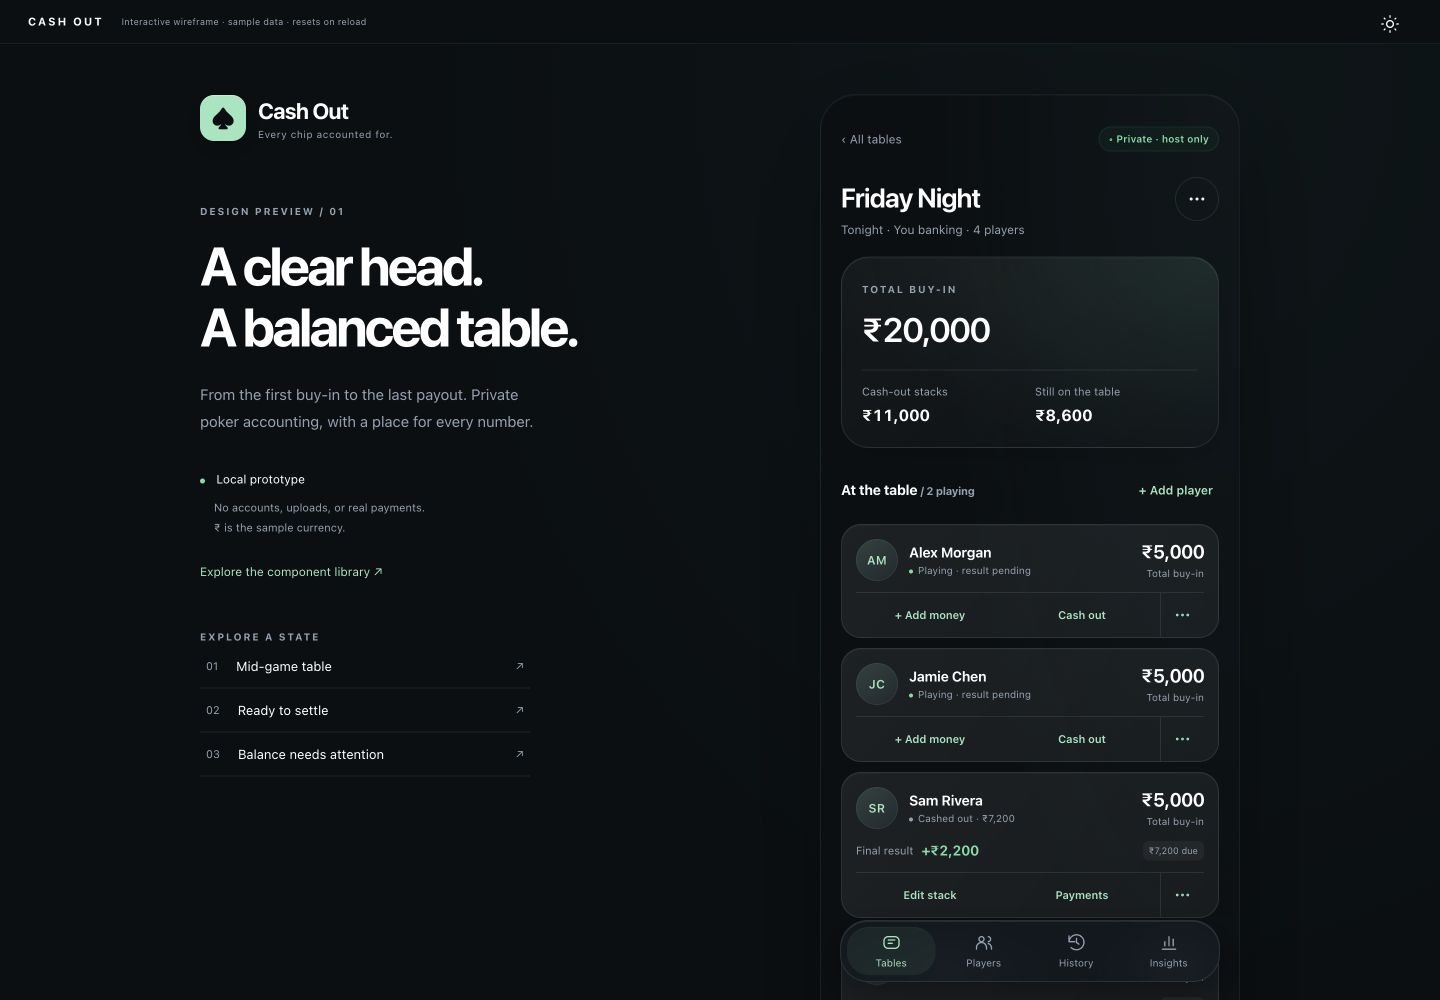 CASH OUT
Interactive wireframe · sample data · resets on reload
Cash Out
Every chip accounted for.
DESIGN PREVIEW / 01
A clear head.
A balanced table.
From the first buy-in to the last payout. Private
poker accounting, with a place for every number.
Local prototype
No accounts, uploads, or real payments.
₹ is the sample currency.
Explore the component library ↗
EXPLORE A STATE
01 Mid-game table ↗
02 Ready to settle ↗
03 Balance needs attention ↗
‹ All tables
• Private · host only
Friday Night
•••
Tonight · You banking · 4 players
TOTAL BUY-IN
₹20,000
Cash-out stacks
Still on the table
₹11,000
₹8,600
At the table / 2 playing
+ Add player
AM
Alex Morgan
₹5,000
Playing · result pending
Total buy-in
+ Add money
Cash out
•••
JC
Jamie Chen
₹5,000
Playing · result pending
Total buy-in
+ Add money
Cash out
•••
SR
Sam Rivera
₹5,000
Cashed out · ₹7,200
Total buy-in
Final result +₹2,200
₹7,200 due
Edit stack
Payments
•••
Tables
Players
History
Insights